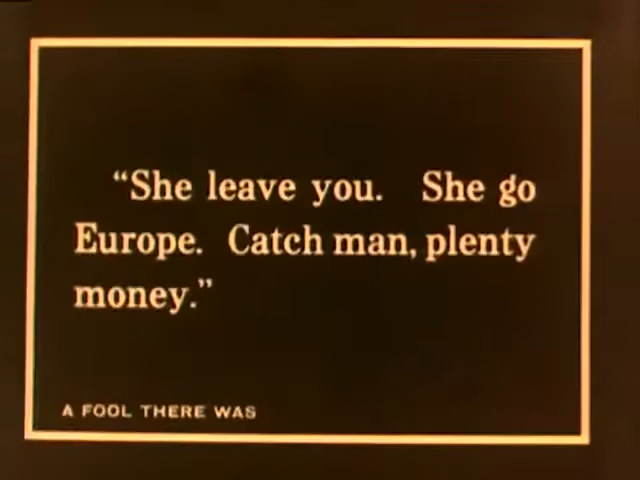 “She leave you. She go
Europe. Catch man, plenty
money.”
A FOOL THERE WAS